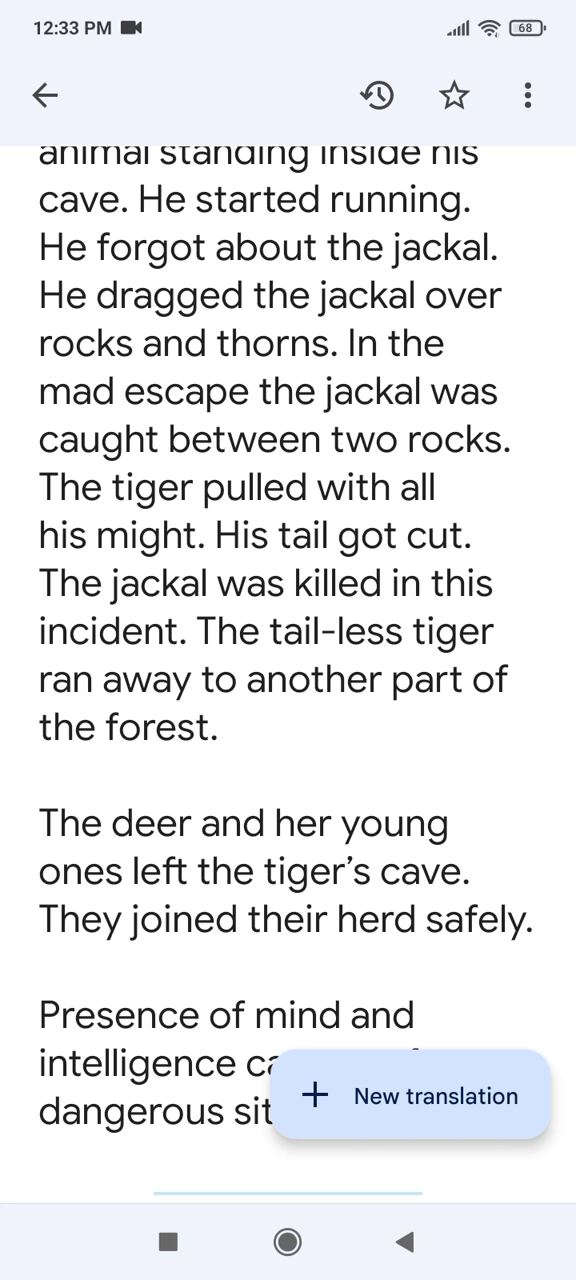 12:33 PM
68
animal standing inside his
cave. He started running.
He forgot about the jackal.
He dragged the jackal over
rocks and thorns. In the
mad escape the jackal was
caught between two rocks.
The tiger pulled with all
his might. His tail got cut.
The jackal was killed in this
incident. The tail-less tiger
ran away to another part of
the forest.
The deer and her young
ones left the tiger’s cave.
They joined their herd safely.
Presence of mind and
intelligence
dangerous
New translation